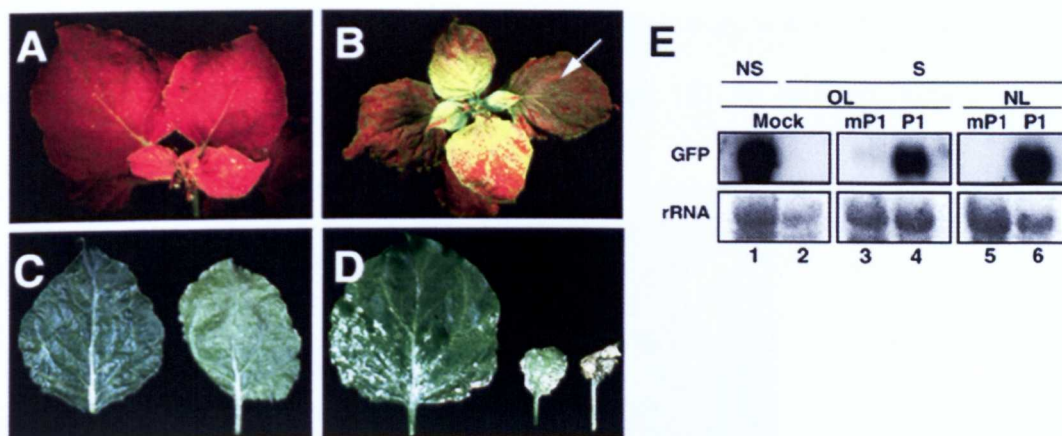 A
B
C
D
E
NS S
OL NL
Mock mP1 P1 mP1 P1
GFP
rRNA
1 2 3 4 5 6